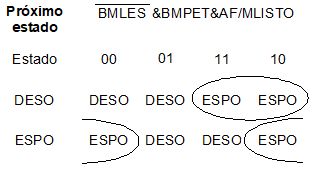 Próximo estado
BMLES &BMPET&AF/MLISTO
Estado 00 01 11 10
DESO DESO DESO ESPO ESPO
ESPO ESPO DESO DESO ESPO